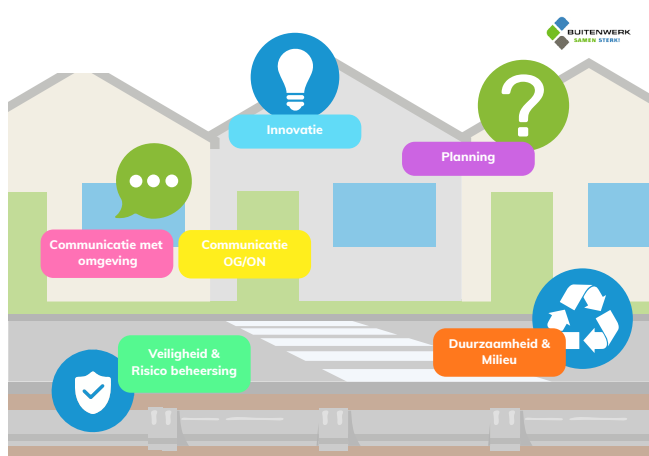 BUITENWERK
SAMEN STERK!
Innovatie
Planning
Communicatie met
omgeving
Communicatie
OG/ON
Veiligheid &
Risico beheersing
Duurzaamheid &
Milieu